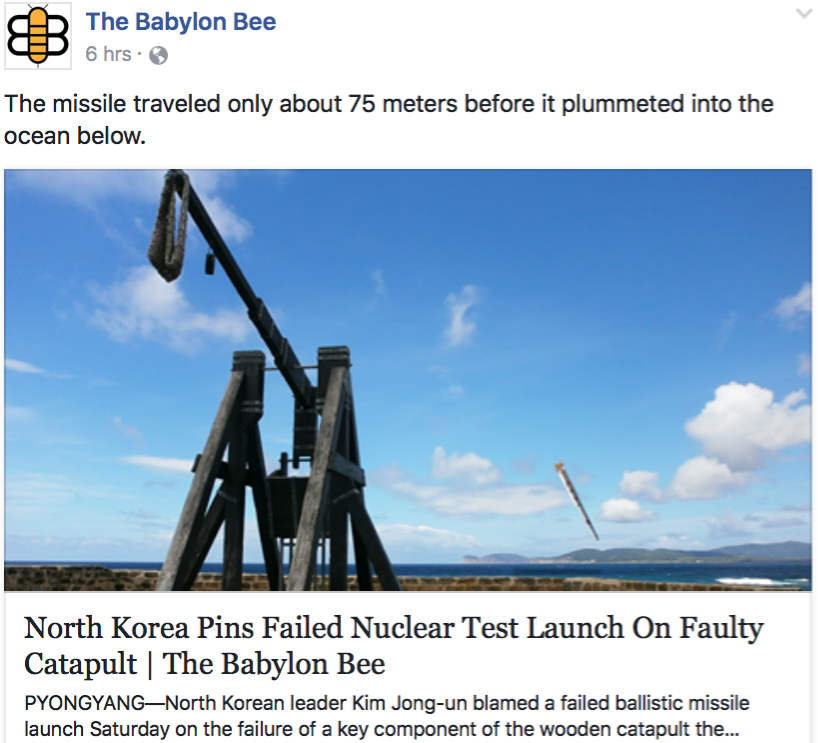 The Babylon Bee
6 hrs ·
The missile traveled only about 75 meters before it plummeted into the
ocean below.
North Korea Pins Failed Nuclear Test Launch On Faulty
Catapult | The Babylon Bee
PYONGYANG—North Korean leader Kim Jong-un blamed a failed ballistic missile
launch Saturday on the failure of a key component of the wooden catapult the...